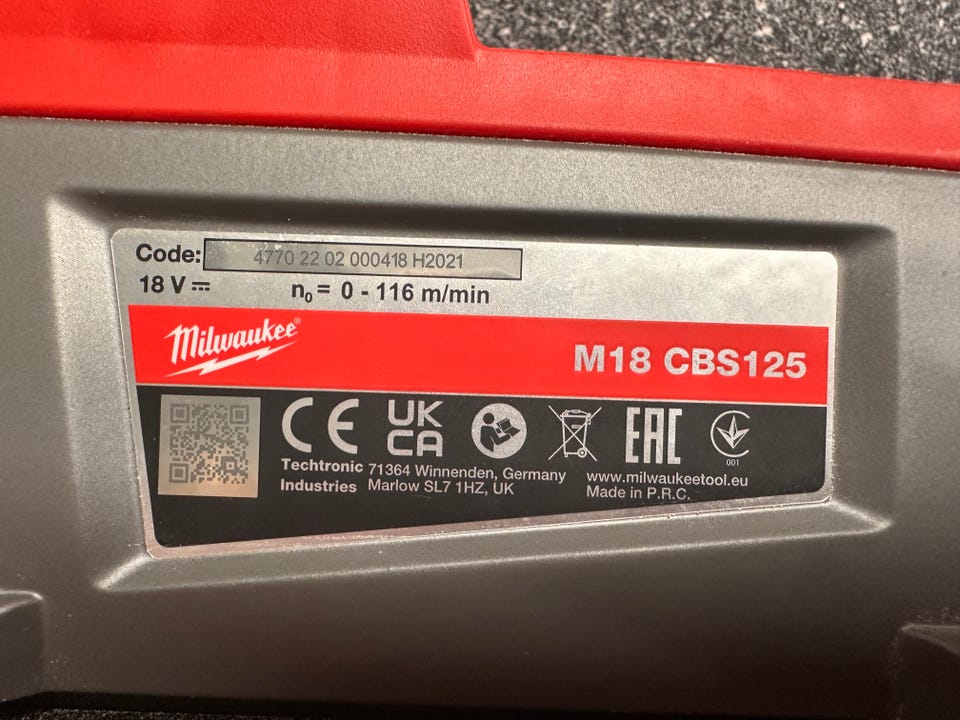 Code: 4770 22 02 000418 H2021
18 V ⎓ n₀ = 0 - 116 m/min
Milwaukee®
M18 CBS125
CE UK CA EAC
001
Techtronic Industries
71364 Winnenden, Germany
Marlow SL7 1HZ, UK
www.milwaukeetool.eu
Made in P.R.C.